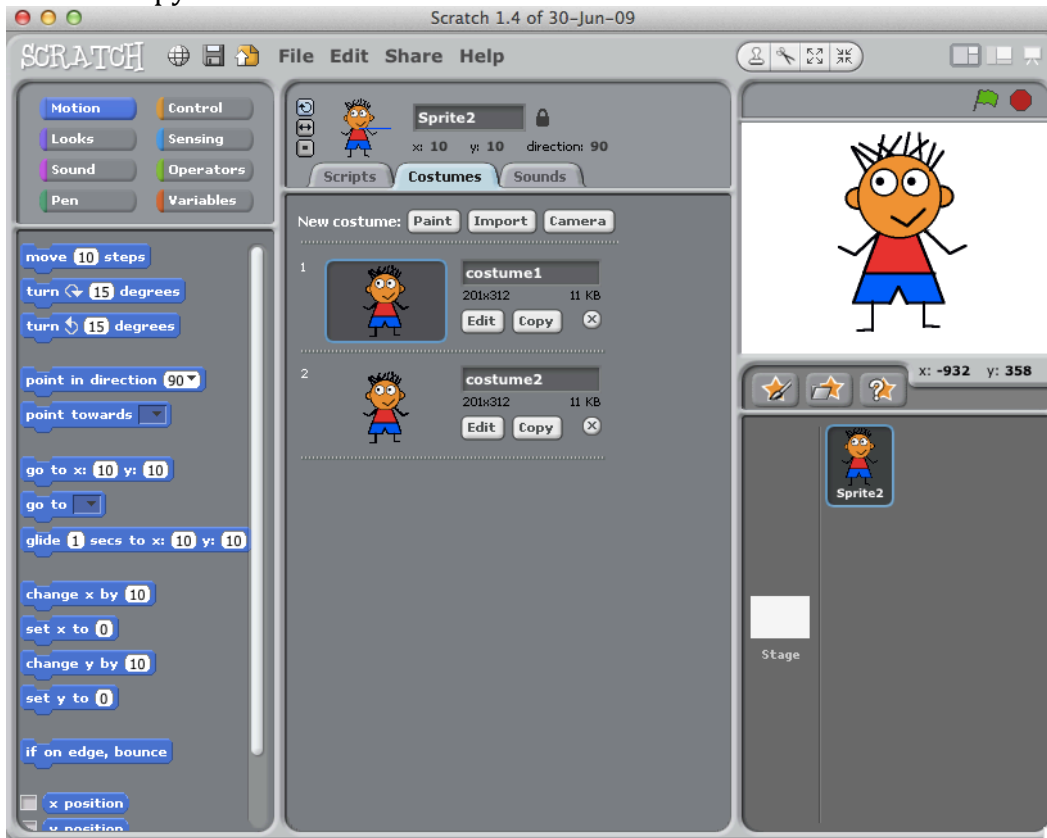 Scratch 1.4 of 30-Jun-09
SCRATCH File Edit Share Help
Motion Control
Looks Sensing
Sound Operators
Pen Variables
move 10 steps
turn 15 degrees
turn 15 degrees
point in direction 90
point towards
go to x: 10 y: 10
go to
glide 1 secs to x: 10 y: 10
change x by 10
set x to 0
change y by 10
set y to 0
if on edge, bounce
x position
y position
Sprite2
x: 10 y: 10 direction: 90
Scripts Costumes Sounds
New costume: Paint Import Camera
1 costume1
201x312 11 KB
Edit Copy
2 costume2
201x312 11 KB
Edit Copy
x: -932 y: 358
Sprite2
Stage